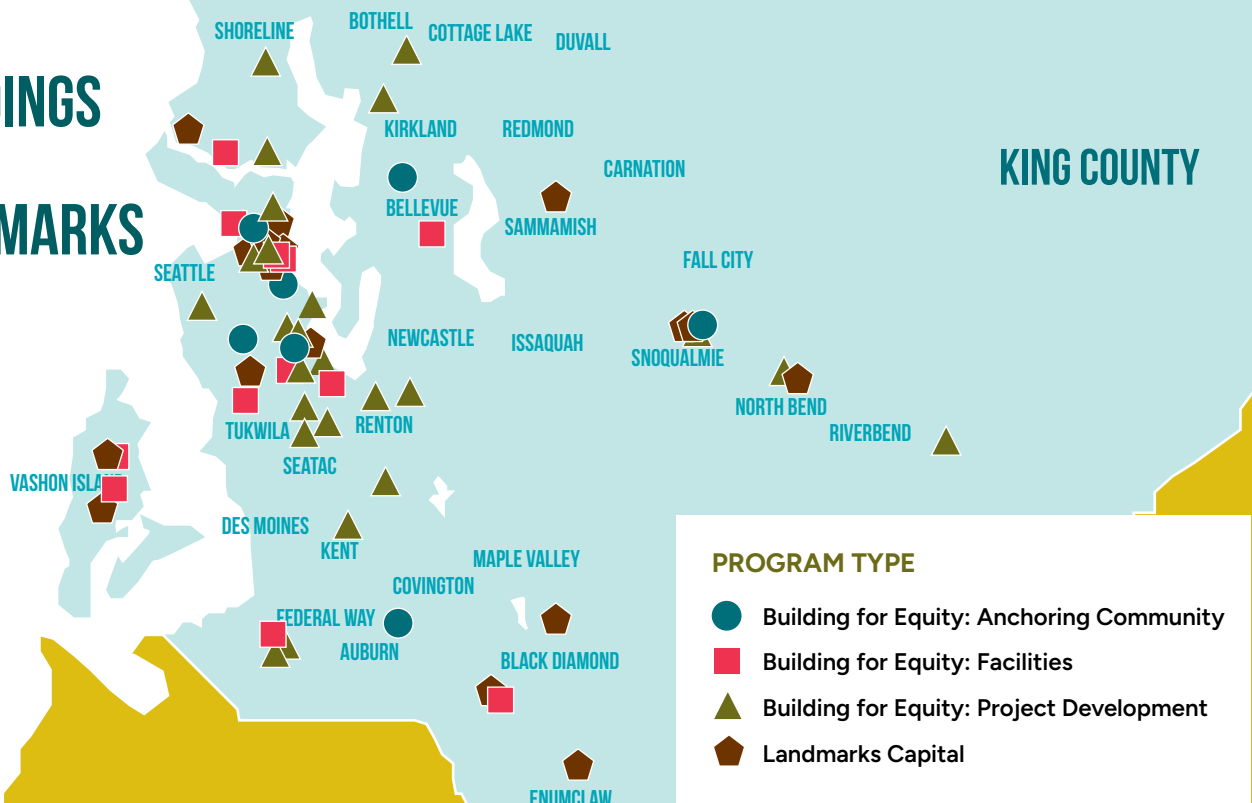 SHORELINE
BOTHELL
COTTAGE LAKE
DUVALL
INGS
KIRKLAND
REDMOND
CARNATION
KING COUNTY
BELLEVUE
SAMMAMISH
MARKS
SEATTLE
FALL CITY
NEWCASTLE
ISSAQUAH
SNOQUALMIE
NORTH BEND
RIVERBEND
TUKWILA
RENTON
SEATAC
VASHON ISLA
DES MOINES
KENT
MAPLE VALLEY
COVINGTON
FEDERAL WAY
AUBURN
BLACK DIAMOND
ENUMCLAW
PROGRAM TYPE
Building for Equity: Anchoring Community
Building for Equity: Facilities
Building for Equity: Project Development
Landmarks Capital